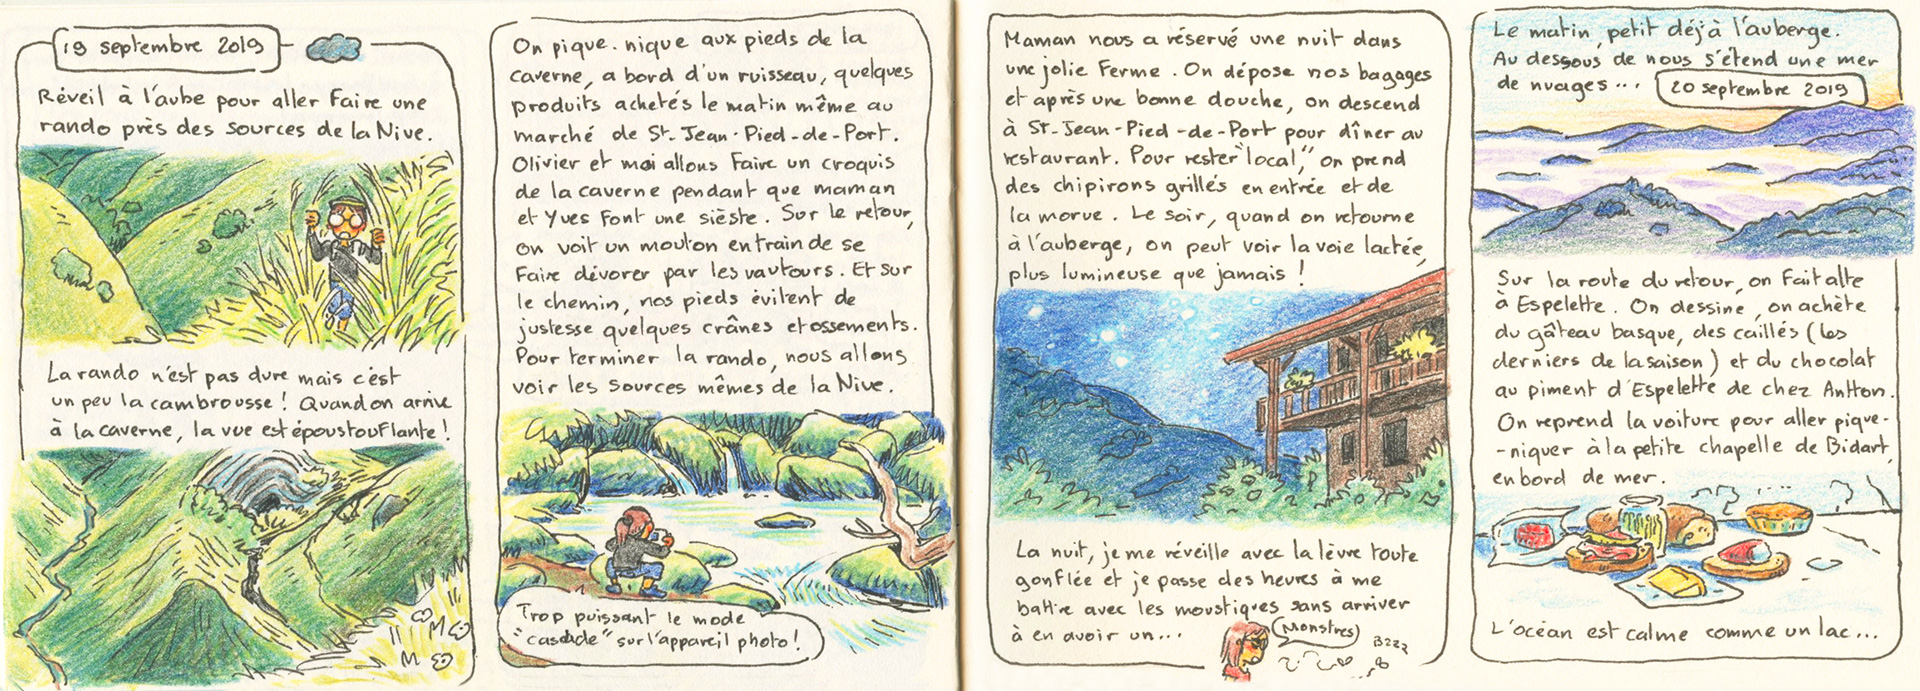 19 septembre 2019
Réveil à l'aube pour aller faire une
rando près des sources de la Nive.
La rando n'est pas dure mais c'est
un peu la cambrousse ! Quand on arrive
à la caverne, la vue est époustouflante !
M
M
On pique-nique aux pieds de la
caverne, a bord d'un ruisseau, quelques
produits achetés le matin même au
marché de St-Jean-Pied-de-Port.
Olivier et moi allons faire un croquis
de la caverne pendant que maman
et Yves font une sièste. Sur le retour,
on voit un mouton en train de se
faire dévorer par les vautours. Et sur
le chemin, nos pieds évitent de
justesse quelques crânes et ossements.
Pour terminer la rando, nous allons
voir les sources mêmes de la Nive.
Trop puissant le mode
"cascade" sur l'appareil photo !
Maman nous a réservé une nuit dans
une jolie ferme. On dépose nos bagages
et après une bonne douche, on descend
à St-Jean-Pied-de-Port pour dîner au
restaurant. Pour rester "local," on prend
des chipirons grillés en entrée et de
la morue. Le soir, quand on retourne
à l'auberge, on peut voir la voie lactée,
plus lumineuse que jamais !
La nuit, je me réveille avec la lèvre toute
gonflée et je passe des heures à me
battre avec les moustiques sans arriver
à en avoir un...
(Monstres)
Bzzz
Le matin, petit déj à l'auberge.
Au dessous de nous s'étend une mer
de nuages...
20 septembre 2019
Sur la route du retour, on fait alte
à Espelette. On dessine, on achète
du gâteau basque, des caillés (les
derniers de la saison) et du chocolat
au piment d'Espelette de chez Antton.
On reprend la voiture pour aller pique-
-niquer à la petite chapelle de Bidart,
en bord de mer.
L'océan est calme comme un lac...